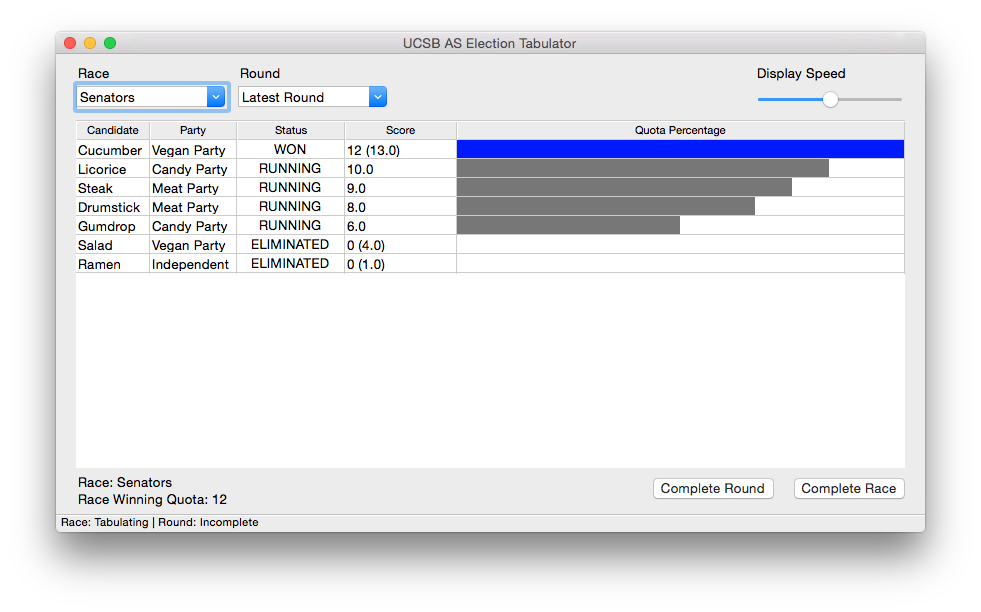 UCSB AS Election Tabulator
Race Round Display Speed
Senators Latest Round
Candidate Party Status Score Quota Percentage
Cucumber Vegan Party WON 12 (13.0)
Licorice Candy Party RUNNING 10.0
Steak Meat Party RUNNING 9.0
Drumstick Meat Party RUNNING 8.0
Gumdrop Candy Party RUNNING 6.0
Salad Vegan Party ELIMINATED 0 (4.0)
Ramen Independent ELIMINATED 0 (1.0)
Race: Senators
Race Winning Quota: 12
Complete Round Complete Race
Race: Tabulating | Round: Incomplete